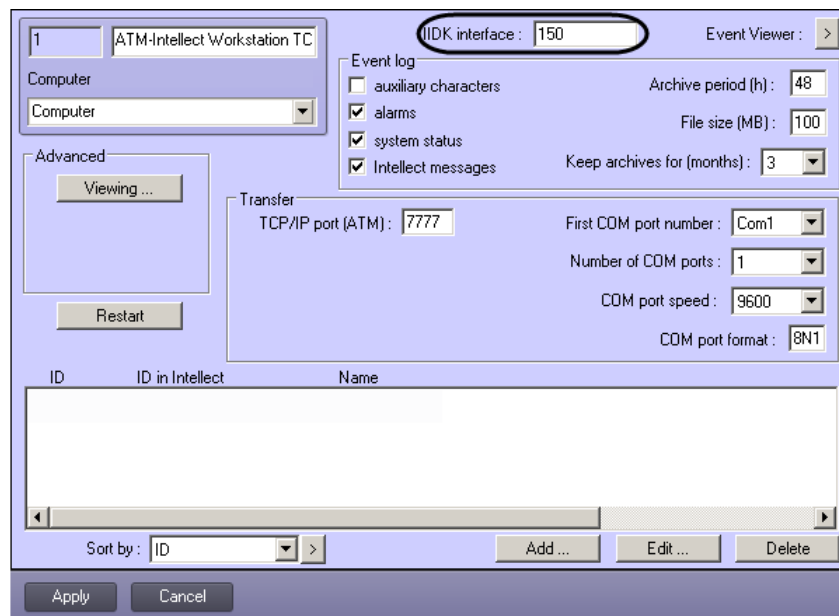 1 ATM-Intellect Workstation TC
IIDK interface : 150
Event Viewer : >
Computer
Computer
Event log
auxiliary characters
alarms
system status
Intellect messages
Archive period (h) : 48
File size (MB) : 100
Keep archives for (months) : 3
Advanced
Viewing ...
Restart
Transfer
TCP/IP port (ATM) : 7777
First COM port number : Com1
Number of COM ports : 1
COM port speed : 9600
COM port format : 8N1
ID ID in Intellect Name
Sort by : ID >
Add ... Edit ... Delete
Apply Cancel